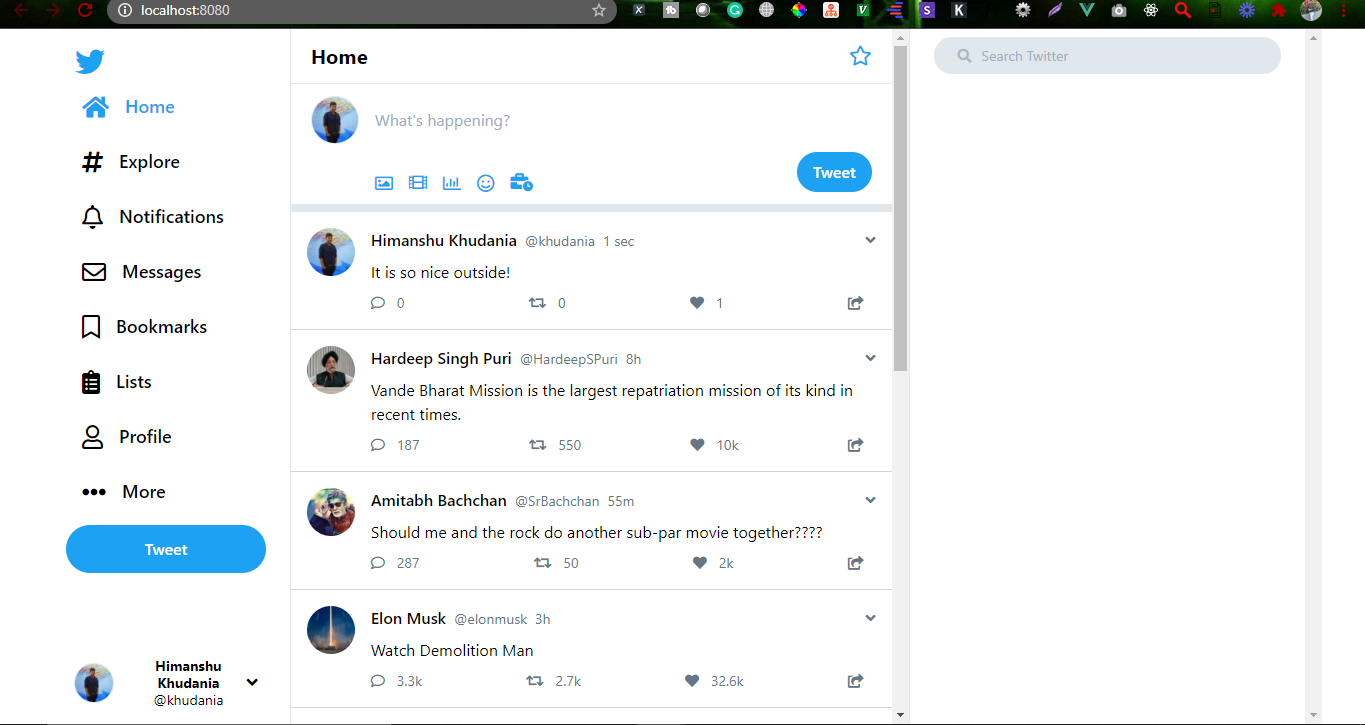 localhost:8080
Home
Search Twitter
Home
What's happening?
Explore
Tweet
Notifications
Himanshu Khudania @khudania 1 sec
It is so nice outside!
Messages
0 0 1
Bookmarks
Hardeep Singh Puri @HardeepSPuri 8h
Vande Bharat Mission is the largest repatriation mission of its kind in
recent times.
Lists
187 550 10k
Profile
More
Amitabh Bachchan @SrBachchan 55m
Should me and the rock do another sub-par movie together????
Tweet
287 50 2k
Elon Musk @elonmusk 3h
Watch Demolition Man
3.3k 2.7k 32.6k
Himanshu
Khudania
@khudania